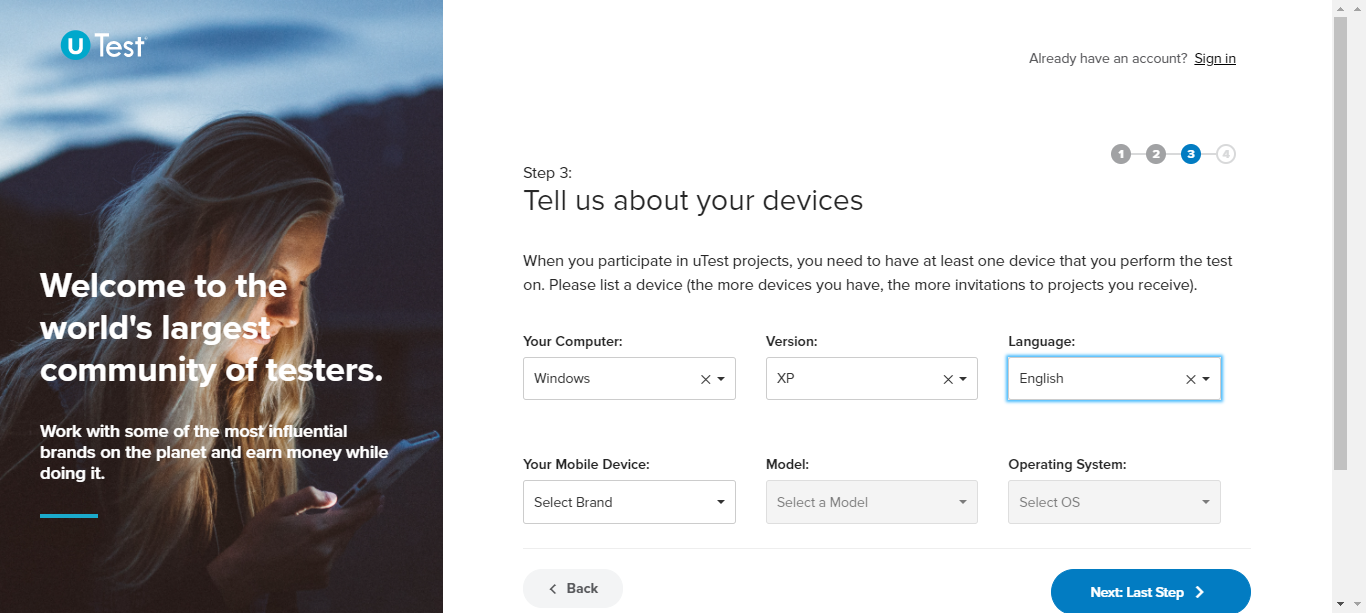 U Test
Already have an account? Sign in
1 2 3 4
Step 3:
Tell us about your devices
When you participate in uTest projects, you need to have at least one device that you perform the test
on. Please list a device (the more devices you have, the more invitations to projects you receive).
Welcome to the
world's largest
community of testers.
Work with some of the most influential
brands on the planet and earn money while
doing it.
Your Computer: Version: Language:
Windows XP English
Your Mobile Device: Model: Operating System:
Select Brand Select a Model Select OS
Back Next: Last Step